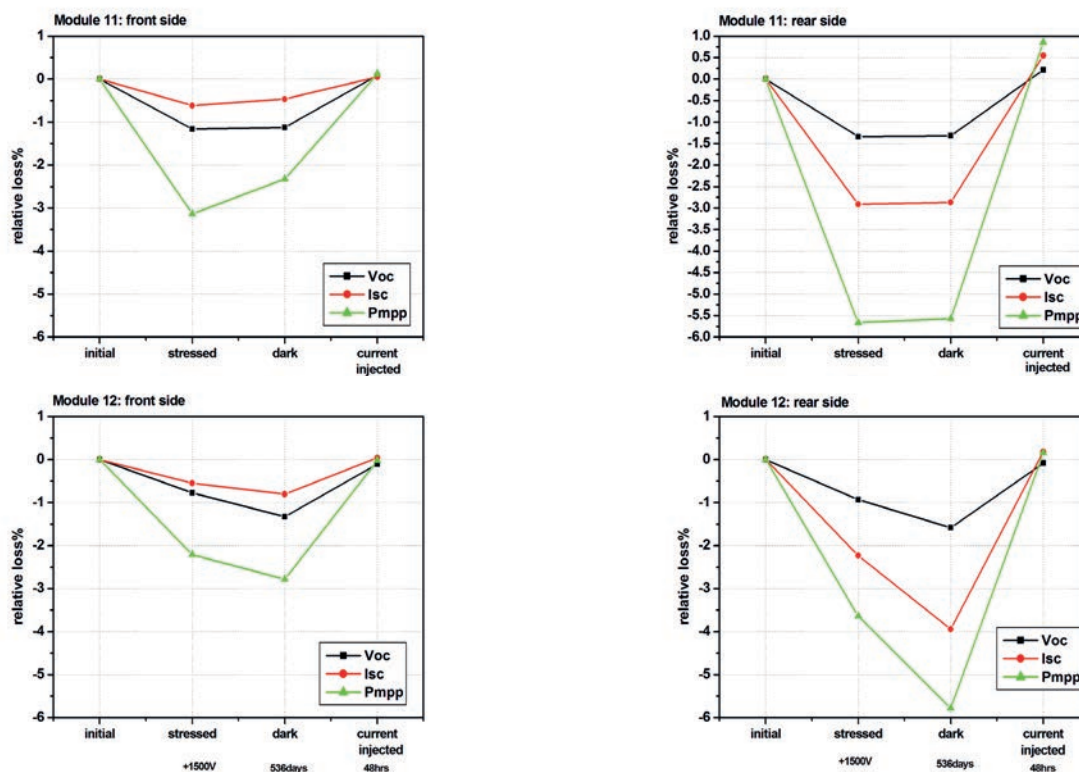 Module 11: front side
1
0
-1
-2
-3
-4
-5
-6
relative loss%
Voc
Isc
Pmpp
initial
stressed
dark
current
injected
Module 11: rear side
1.0
0.5
0.0
-0.5
-1.0
-1.5
-2.0
-2.5
-3.0
-3.5
-4.0
-4.5
-5.0
-5.5
-6.0
relative loss%
Voc
Isc
Pmpp
initial
stressed
dark
current
injected
Module 12: front side
1
0
-1
-2
-3
-4
-5
-6
relative loss%
Voc
Isc
Pmpp
initial
stressed
dark
current
injected
+1500V
536days
48hrs
Module 12: rear side
1
0
-1
-2
-3
-4
-5
-6
relative loss%
Voc
Isc
Pmpp
initial
stressed
dark
current
injected
+1500V
536days
48hrs